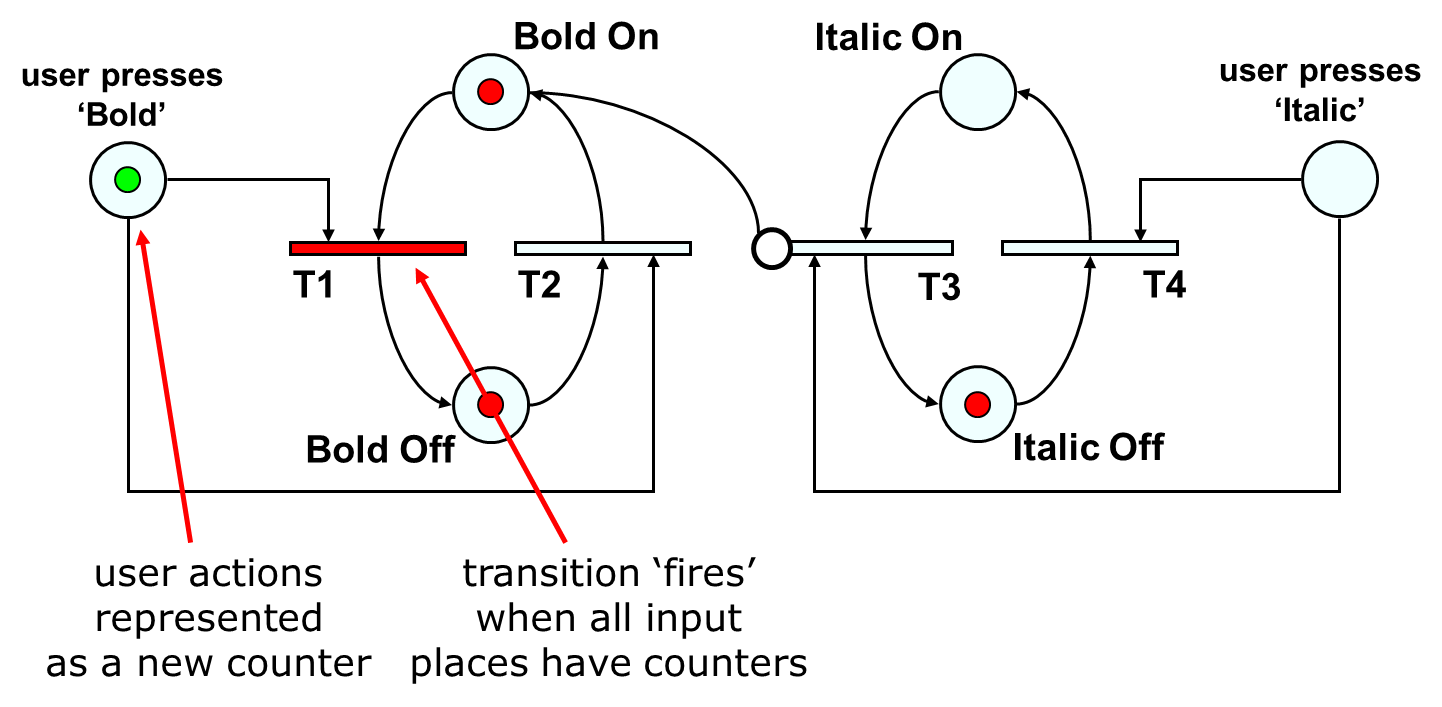 Bold On
Italic On
user presses
‘Bold’
user presses
‘Italic’
T1
T2
T3
T4
Bold Off
Italic Off
user actions
represented
as a new counter
transition ‘fires’
when all input
places have counters